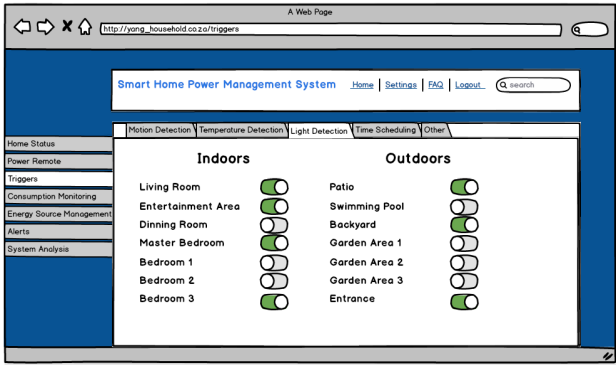 A Web Page
http://yong_household.co.za/triggers
Smart Home Power Management System Home Settings FAQ Logout search
Motion Detection Temperature Detection Light Detection Time Scheduling Other
Home Status
Power Remote
Triggers
Consumption Monitoring
Energy Source Management
Alerts
System Analysis
Indoors Outdoors
Living Room Patio
Entertainment Area Swimming Pool
Dinning Room Backyard
Master Bedroom Garden Area 1
Bedroom 1 Garden Area 2
Bedroom 2 Garden Area 3
Bedroom 3 Entrance